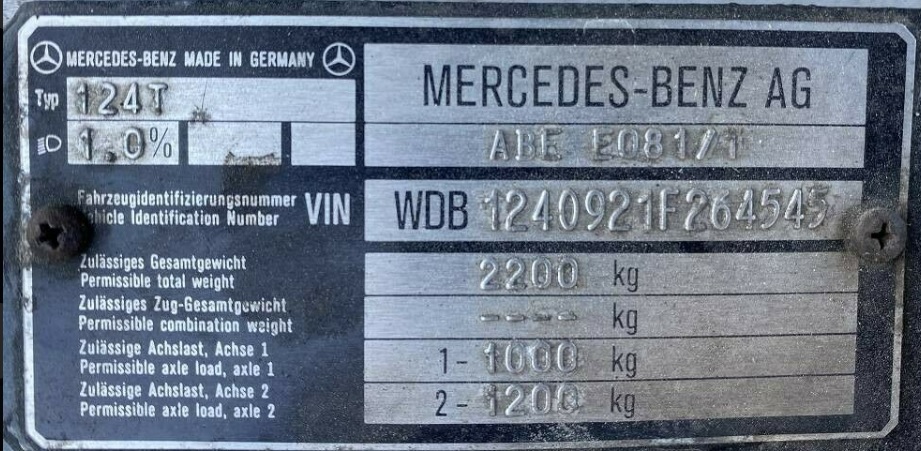 MERCEDES-BENZ MADE IN GERMANY
MERCEDES-BENZ AG
Typ 124T
1.0%
ABE E081/1
Fahrzeugidentifizierungsnummer
Vehicle Identification Number
VIN
WDB 1240921F264545
Zulässiges Gesamtgewicht
Permissible total weight
2200 kg
Zulässiges Zug-Gesamtgewicht
Permissible combination weight
---- kg
Zulässige Achslast, Achse 1
Permissible axle load, axle 1
1- 1000 kg
Zulässige Achslast, Achse 2
Permissible axle load, axle 2
2- 1200 kg